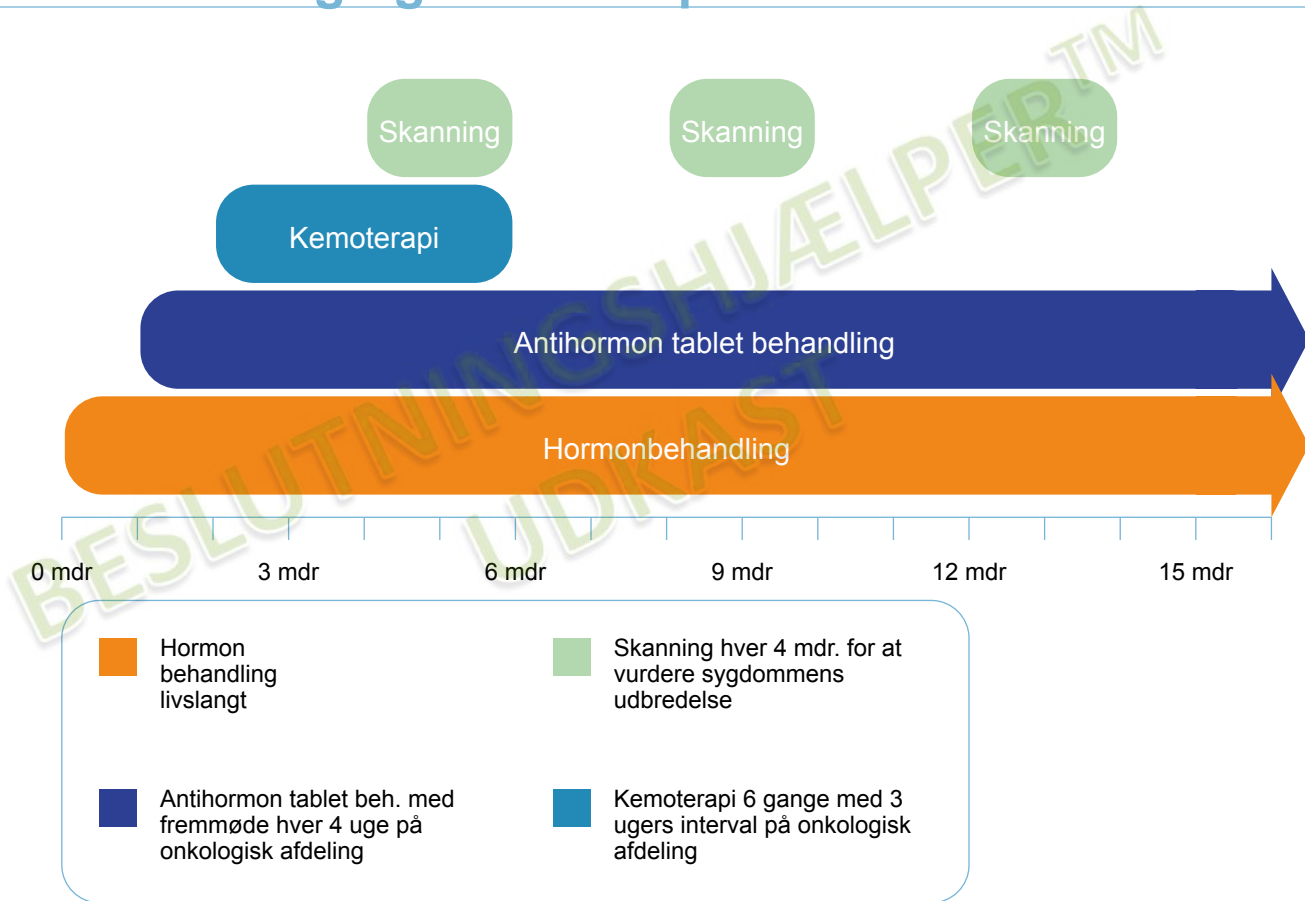 Skanning
Skanning
Skanning
Kemoterapi
Antihormon tablet behandling
Hormonbehandling
0 mdr
3 mdr
6 mdr
9 mdr
12 mdr
15 mdr
Hormon
behandling
livslangt
Skanning hver 4 mdr. for at
vurdere sygdommens
udbredelse
Antihormon tablet beh. med
fremmøde hver 4 uge på
onkologisk afdeling
Kemoterapi 6 gange med 3
ugers interval på onkologisk
afdeling
BESLUTNINGSHJÆLPER™
UDKAST